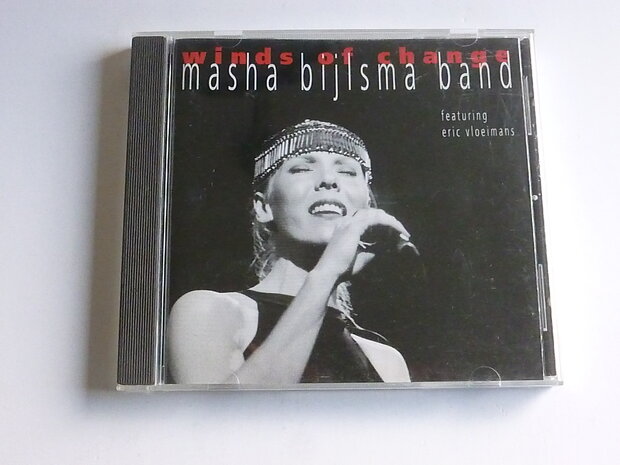 winds of change
masha bijlsma band
featuring
eric vloeimans